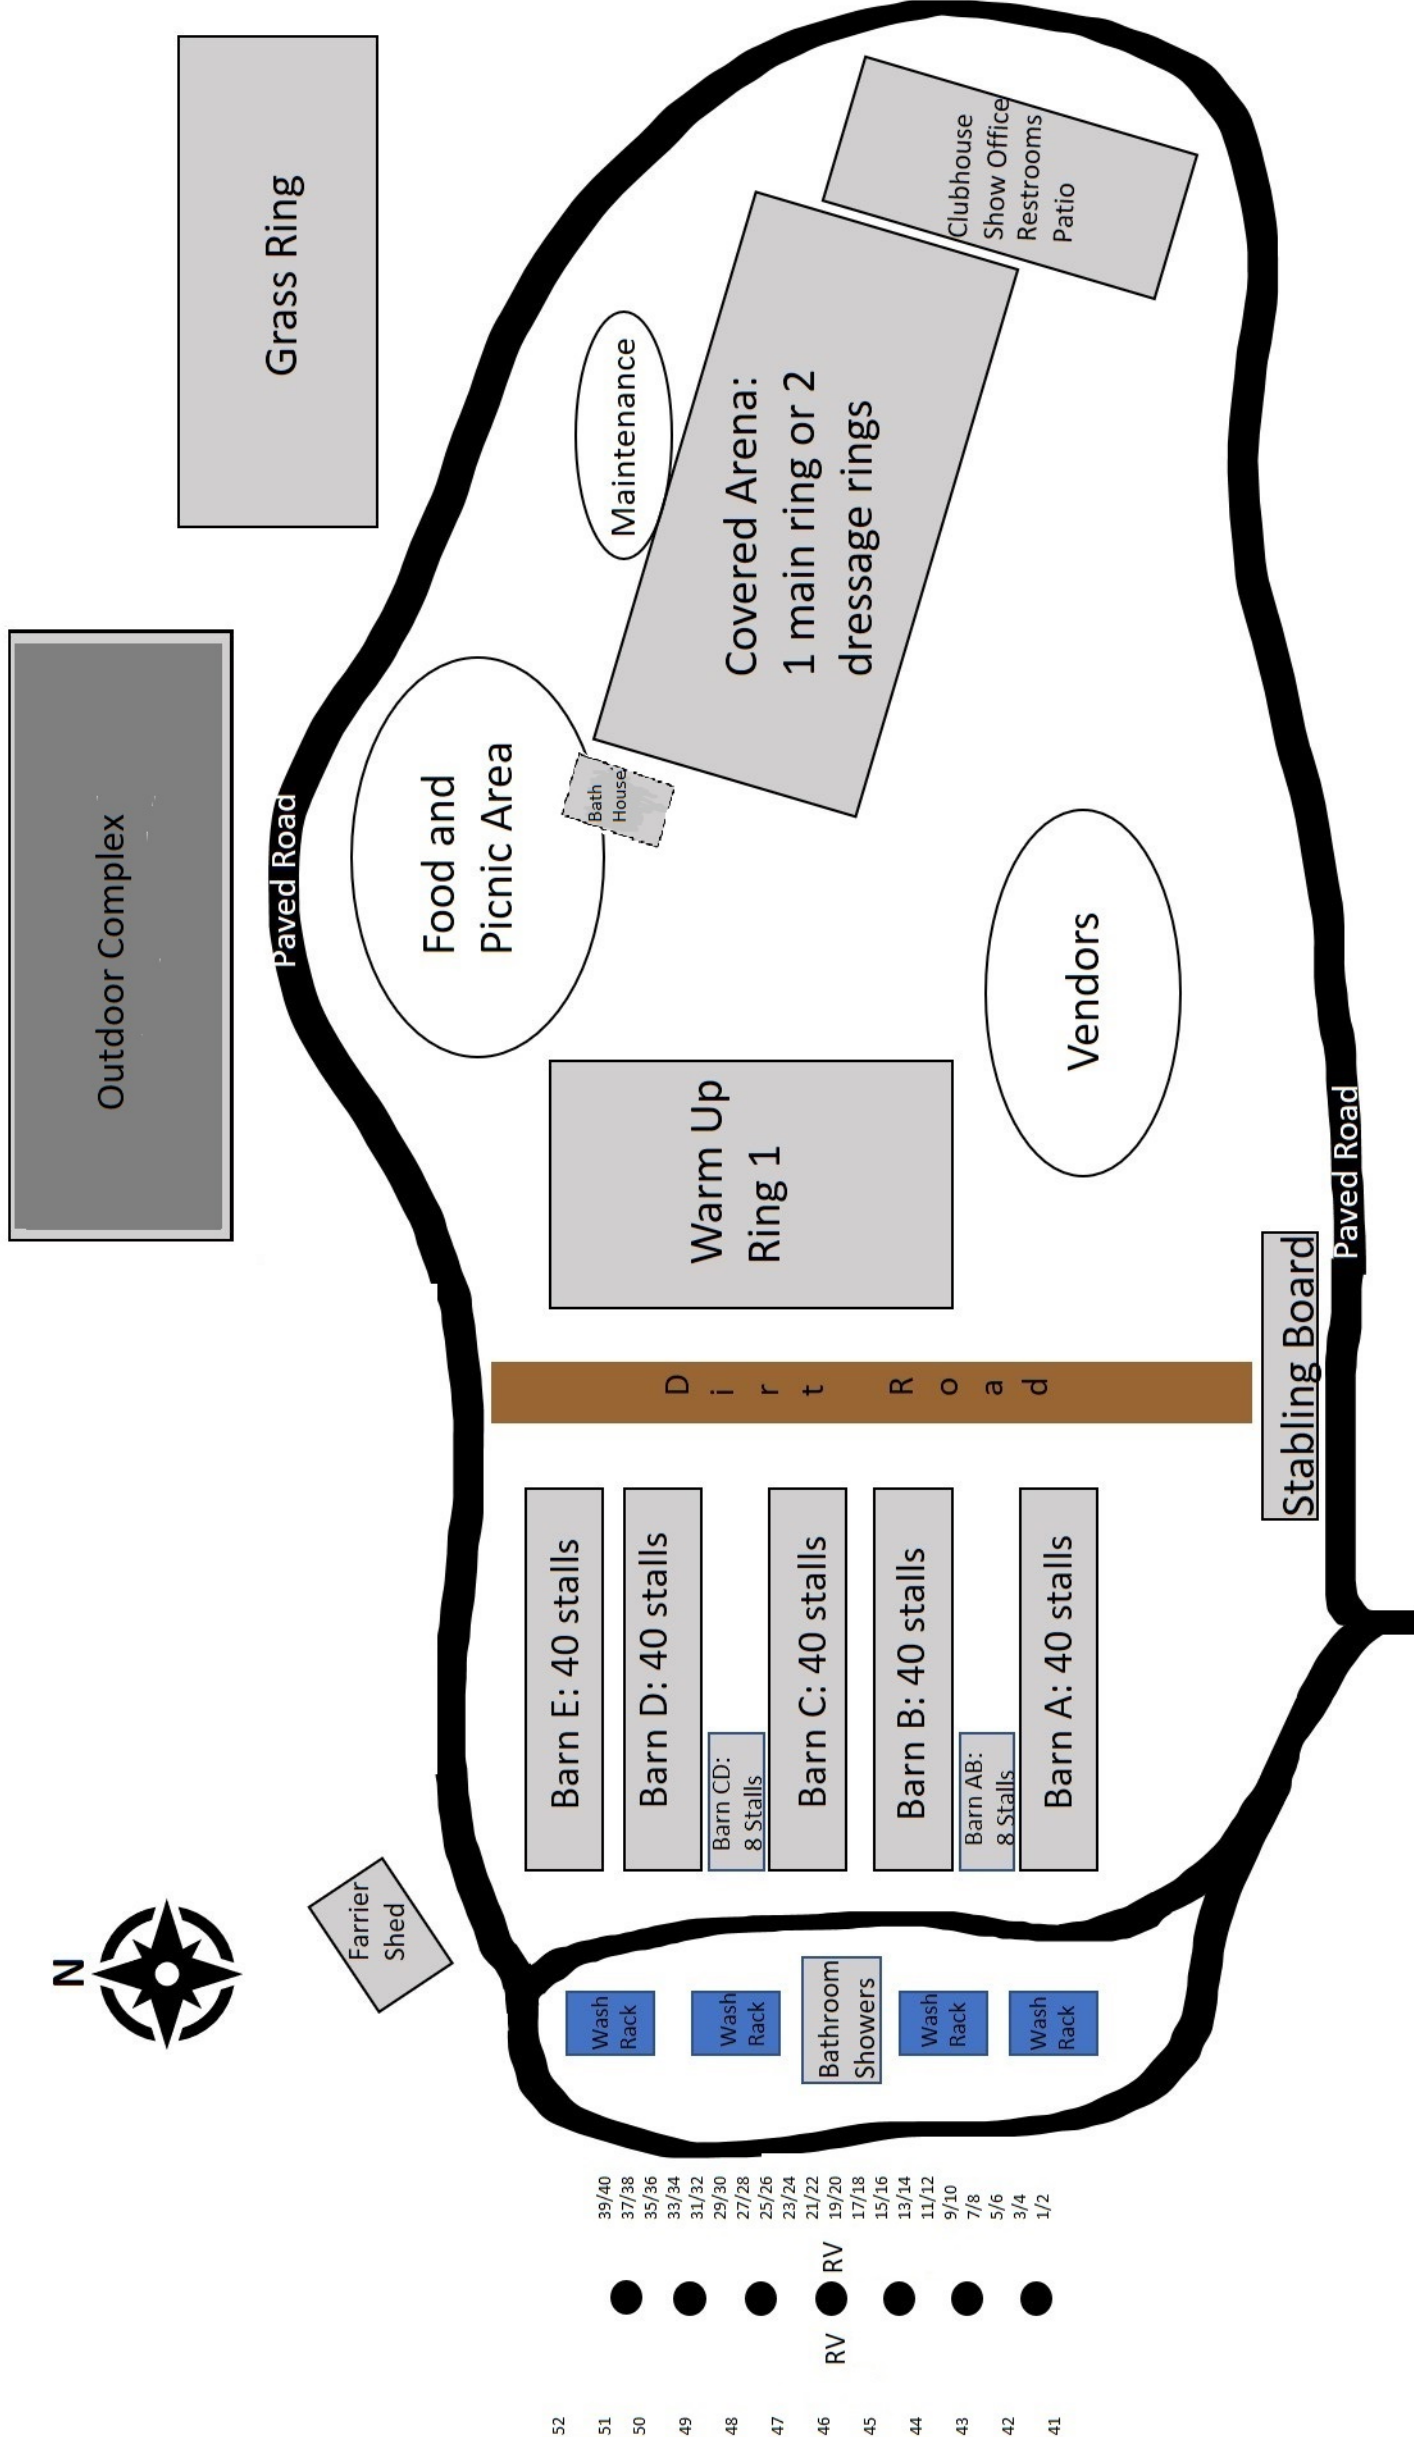 N
Outdoor Complex
Grass Ring
Paved Road
Farrier
Shed
Food and
Picnic Area
Bath
House
Maintenance
Covered Arena:
1 main ring or 2
dressage rings
Clubhouse
Show Office
Restrooms
Patio
Warm Up
Ring 1
Vendors
Dirt Road
Barn E: 40 stalls
Barn D: 40 stalls
Barn CD:
8 Stalls
Barn C: 40 stalls
Barn B: 40 stalls
Barn AB:
8 Stalls
Barn A: 40 stalls
Stabling Board
Paved Road
Wash
Rack
Wash
Rack
Bathroom
Showers
Wash
Rack
Wash
Rack
39/40
37/38
35/36
33/34
31/32
29/30
27/28
25/26
23/24
21/22
19/20
17/18
15/16
13/14
11/12
9/10
7/8
5/6
3/4
1/2
RV
RV
52
51
50
49
48
47
46
45
44
43
42
41